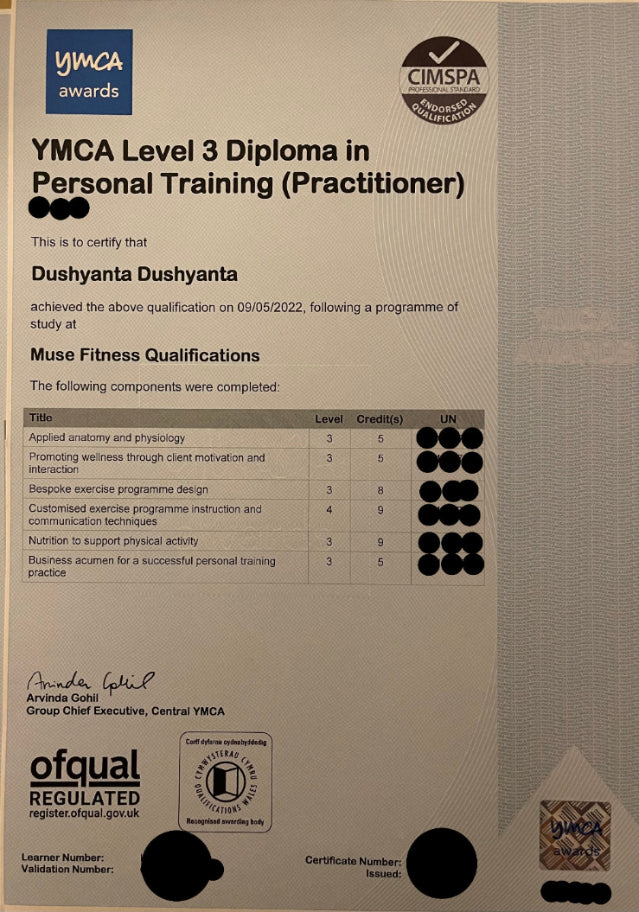 ymca
awards
CIMSPA
PROFESSIONAL STANDARD
ENDORSED
QUALIFICATION
YMCA Level 3 Diploma in
Personal Training (Practitioner)
This is to certify that
Dushyanta Dushyanta
achieved the above qualification on 09/05/2022, following a programme of
study at
Muse Fitness Qualifications
The following components were completed:
Title Level Credit(s) UN
Applied anatomy and physiology 3 5
Promoting wellness through client motivation and 3 5
interaction
Bespoke exercise programme design 3 8
Customised exercise programme instruction and 4 9
communication techniques
Nutrition to support physical activity 3 9
Business acumen for a successful personal training 3 5
practice
YMCA
AWARDS
Arvinda Gohil
Group Chief Executive, Central YMCA
ofqual
REGULATED
register.ofqual.gov.uk
Corff dyfarnu cydnabyddedig
CYMWYSTERAU CYMRU
QUALIFICATIONS WALES
Recognised awarding body
Learner Number:
Validation Number:
Certificate Number:
Issued:
ymca
awards